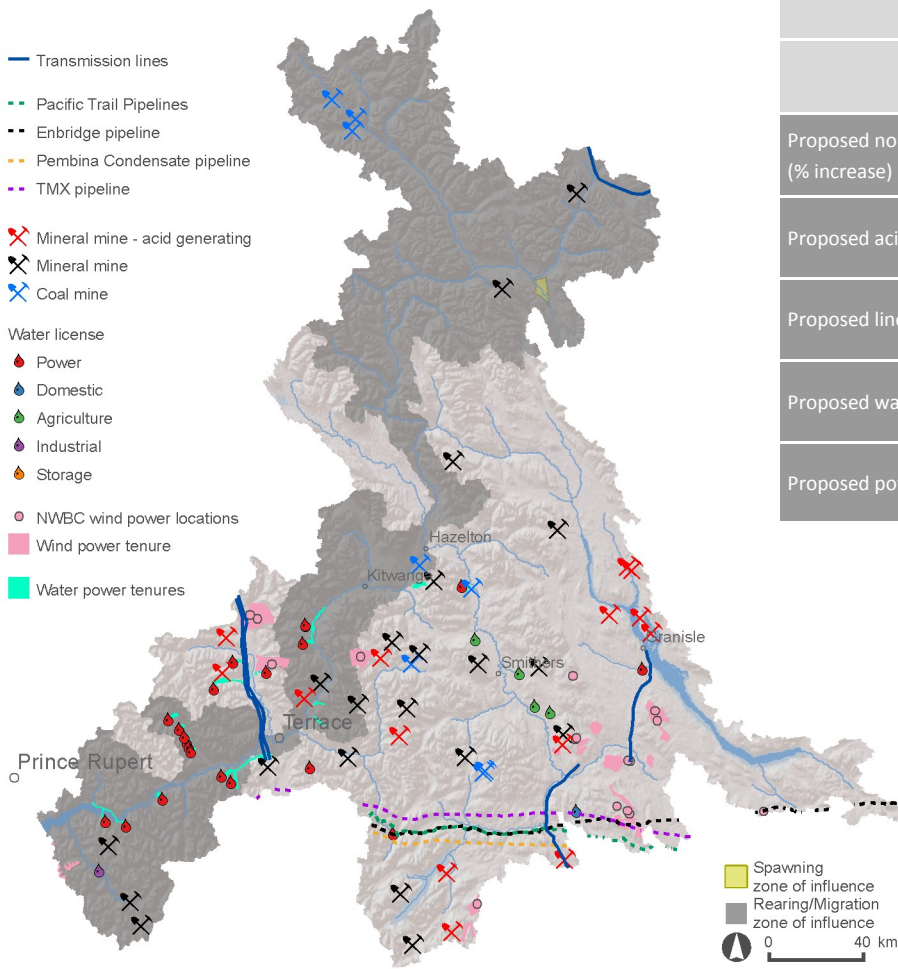 Transmission lines
Pacific Trail Pipelines
Enbridge pipeline
Pembina Condensate pipeline
TMX pipeline
Mineral mine - acid generating
Mineral mine
Coal mine
Water license
Power
Domestic
Agriculture
Industrial
Storage
NWBC wind power locations
Wind power tenure
Water power tenures
Hazelton
Kitwanga
Granisle
Smithers
Terrace
Prince Rupert
Proposed no
(% increase)
Proposed aci
Proposed line
Proposed wa
Proposed po
Spawning
zone of influence
Rearing/Migration
zone of influence
0 40 km